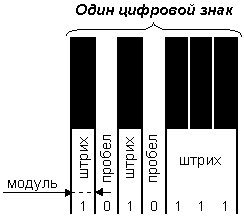 Один цифровой знак
штрих
пробел
штрих
пробел
штрих
модуль
1 0 1 0 1 1 1